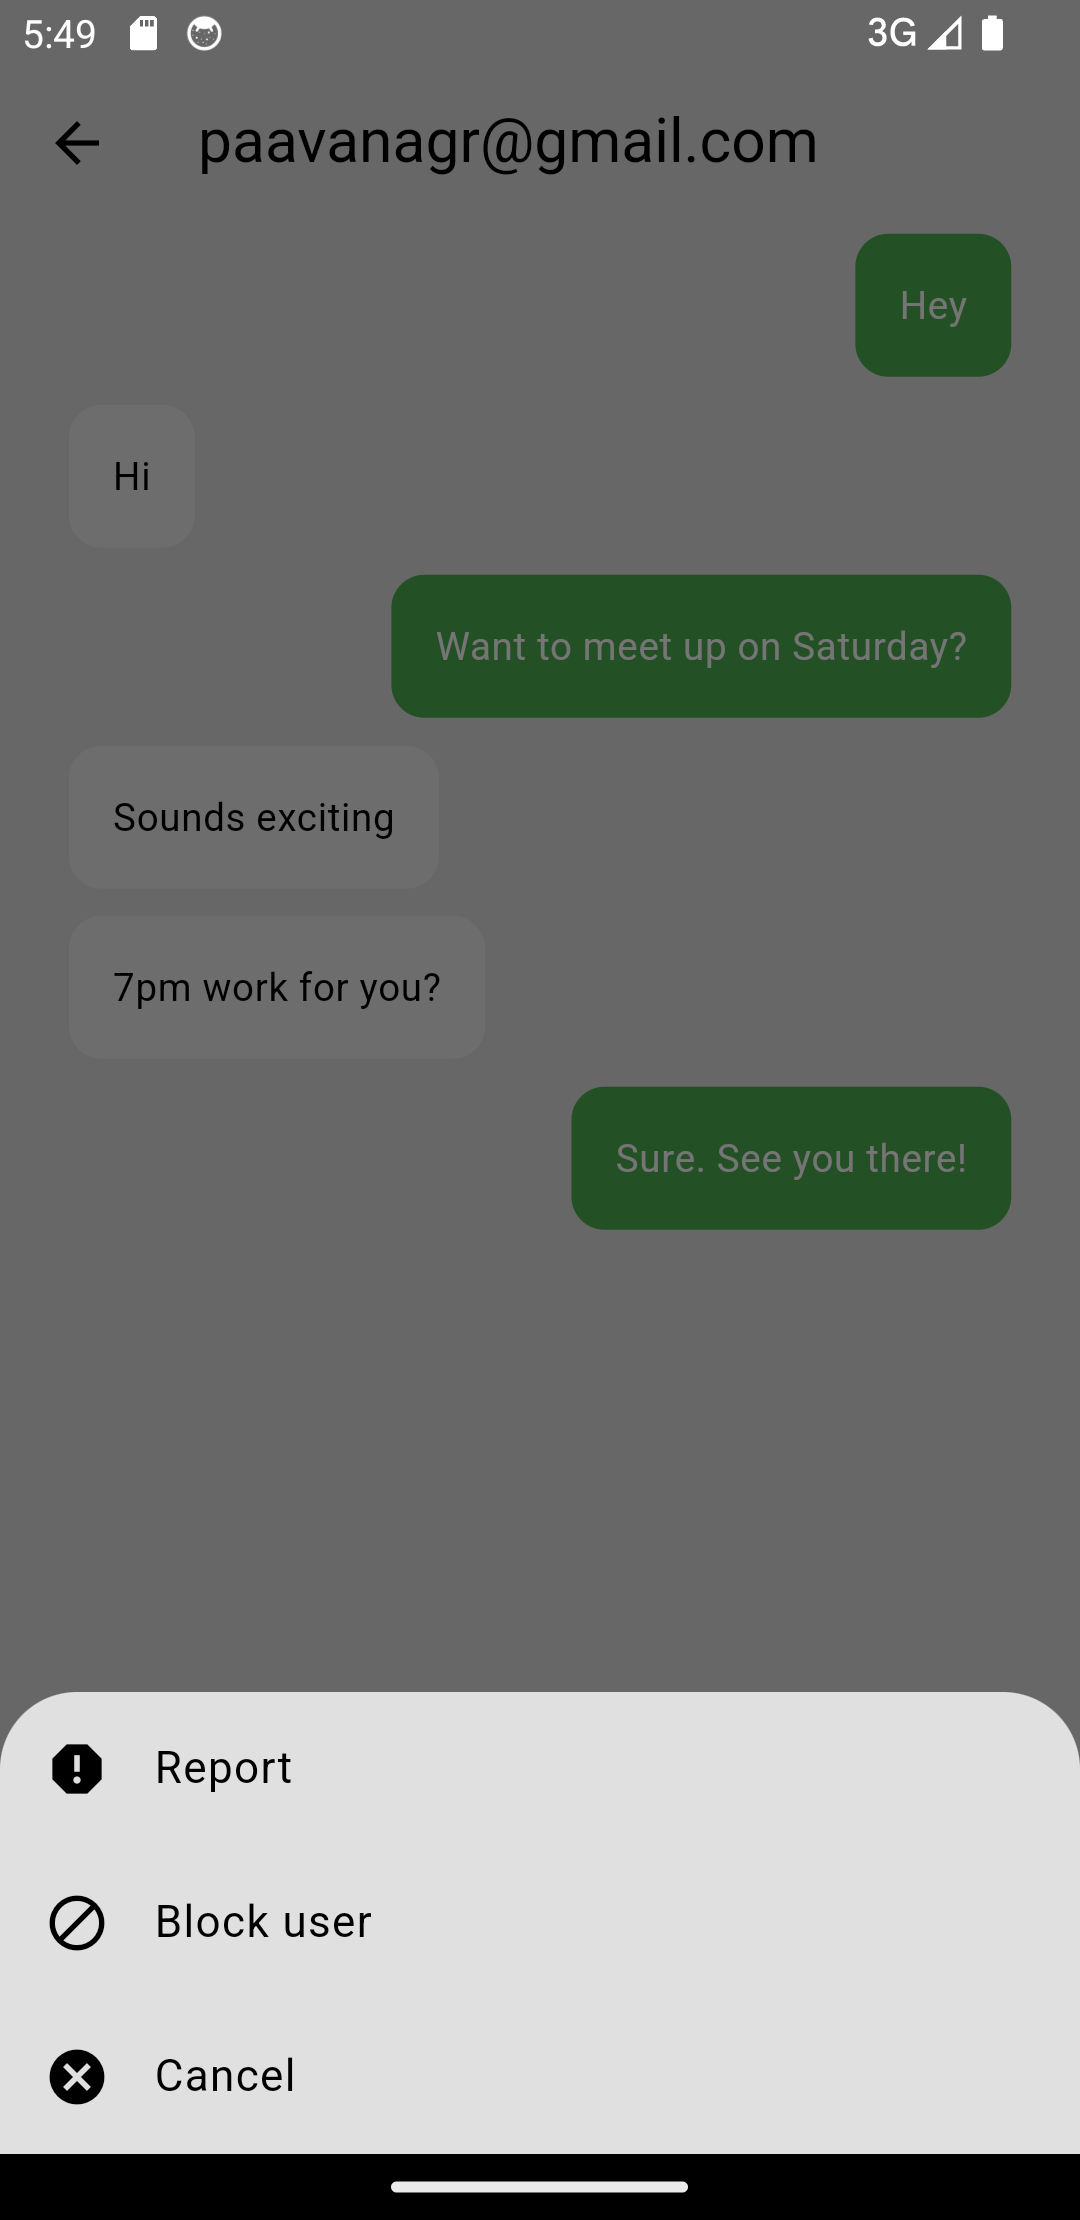 5:49
3G
paavanagr@gmail.com
Hey
Hi
Want to meet up on Saturday?
Sounds exciting
7pm work for you?
Sure. See you there!
Report
Block user
Cancel